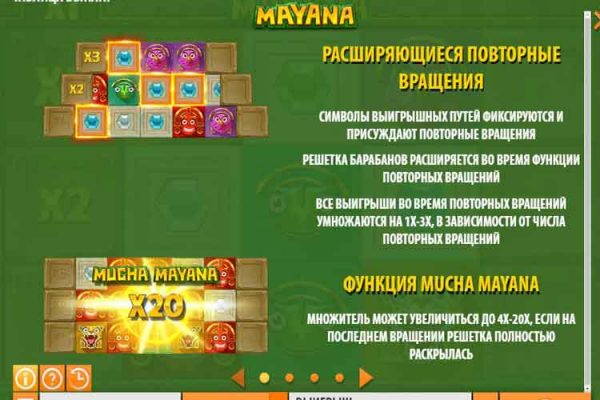 MAYANA
X3
X2
РАСШИРЯЮЩИЕСЯ ПОВТОРНЫЕ
ВРАЩЕНИЯ
СИМВОЛЫ ВЫИГРЫШНЫХ ПУТЕЙ ФИКСИРУЮТСЯ И
ПРИСУЖДАЮТ ПОВТОРНЫЕ ВРАЩЕНИЯ
РЕШЕТКА БАРАБАНОВ РАСШИРЯЕТСЯ ВО ВРЕМЯ ФУНКЦИИ
ПОВТОРНЫХ ВРАЩЕНИЙ
ВСЕ ВЫИГРЫШИ ВО ВРЕМЯ ПОВТОРНЫХ ВРАЩЕНИЙ
УМНОЖАЮТСЯ НА 1X-3X, В ЗАВИСИМОСТИ ОТ ЧИСЛА
ПОВТОРНЫХ ВРАЩЕНИЙ
X2
MUCHA MAYANA
X20
ФУНКЦИЯ MUCHA MAYANA
МНОЖИТЕЛЬ МОЖЕТ УВЕЛИЧИТЬСЯ ДО 4X-20X, ЕСЛИ НА
ПОСЛЕДНЕМ ВРАЩЕНИИ РЕШЕТКА ПОЛНОСТЬЮ
РАСКРЫЛАСЬ